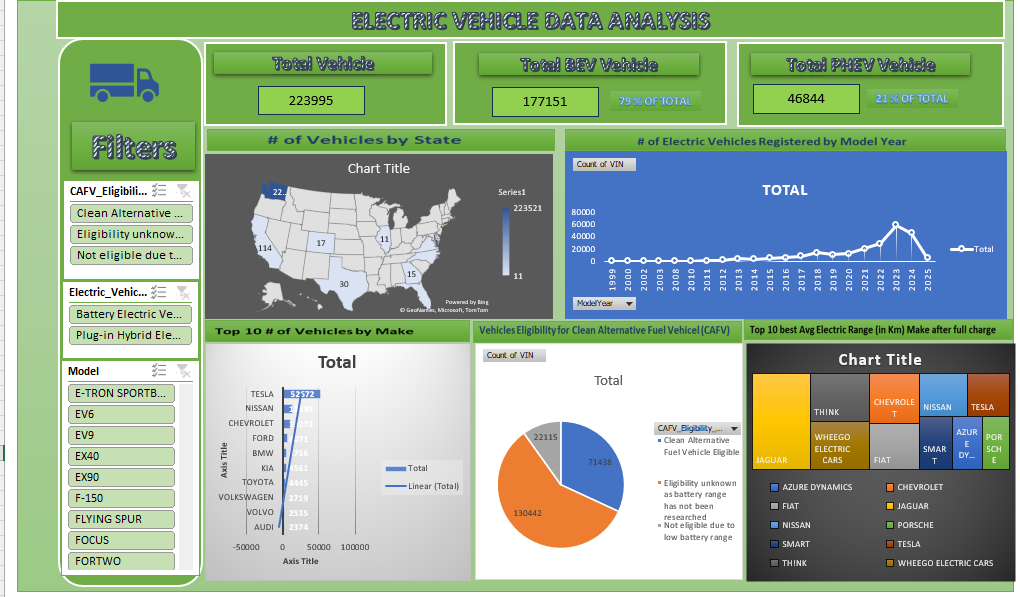 ELECTRIC VEHICLE DATA ANALYSIS
Total Vehicle
223995
Total BEV Vehicle
177151
79 % OF TOTAL
Total PHEV Vehicle
46844
21 % OF TOTAL
Filters
CAFV_Eligibili...
Clean Alternative ...
Eligibility unknow...
Not eligible due t...
Electric_Vehic...
Battery Electric Ve...
Plug-in Hybrid Ele...
Model
E-TRON SPORTB...
EV6
EV9
EX40
EX90
F-150
FLYING SPUR
FOCUS
FORTWO
# of Vehicles by State
Chart Title
22...
114
17
11
15
30
Series1
223521
11
Powered by Bing
© GeoNames, Microsoft, TomTom
# of Electric Vehicles Registered by Model Year
Count of VIN
TOTAL
80000
60000
40000
20000
0
1999
2000
2002
2003
2008
2010
2011
2012
2013
2014
2015
2016
2017
2018
2019
2020
2021
2022
2023
2024
2025
Total
ModelYear
Top 10 # of Vehicles by Make
Total
Axis Title
TESLA
NISSAN
CHEVROLET
FORD
BMW
KIA
TOYOTA
VOLKSWAGEN
VOLVO
AUDI
52572
4445
2719
2535
2374
-50000
0
50000
100000
Axis Title
Total
Linear (Total)
Vehicles Eligibility for Clean Alternative Fuel Vehicel (CAFV)
Count of VIN
Total
22115
71438
130442
CAFV_Eligibility_...
Clean Alternative
Fuel Vehicle Eligible
Eligibility unknown
as battery range
has not been
researched
Not eligible due to
low battery range
Top 10 best Avg Electric Range (in Km) Make after full charge
Chart Title
JAGUAR
THINK
WHEEGO
ELECTRIC
CARS
CHEVROLE
T
FIAT
NISSAN
TESLA
SMAR
T
AZUR
E
DY...
POR
SCH
E
AZURE DYNAMICS
CHEVROLET
FIAT
JAGUAR
NISSAN
PORSCHE
SMART
TESLA
THINK
WHEEGO ELECTRIC CARS